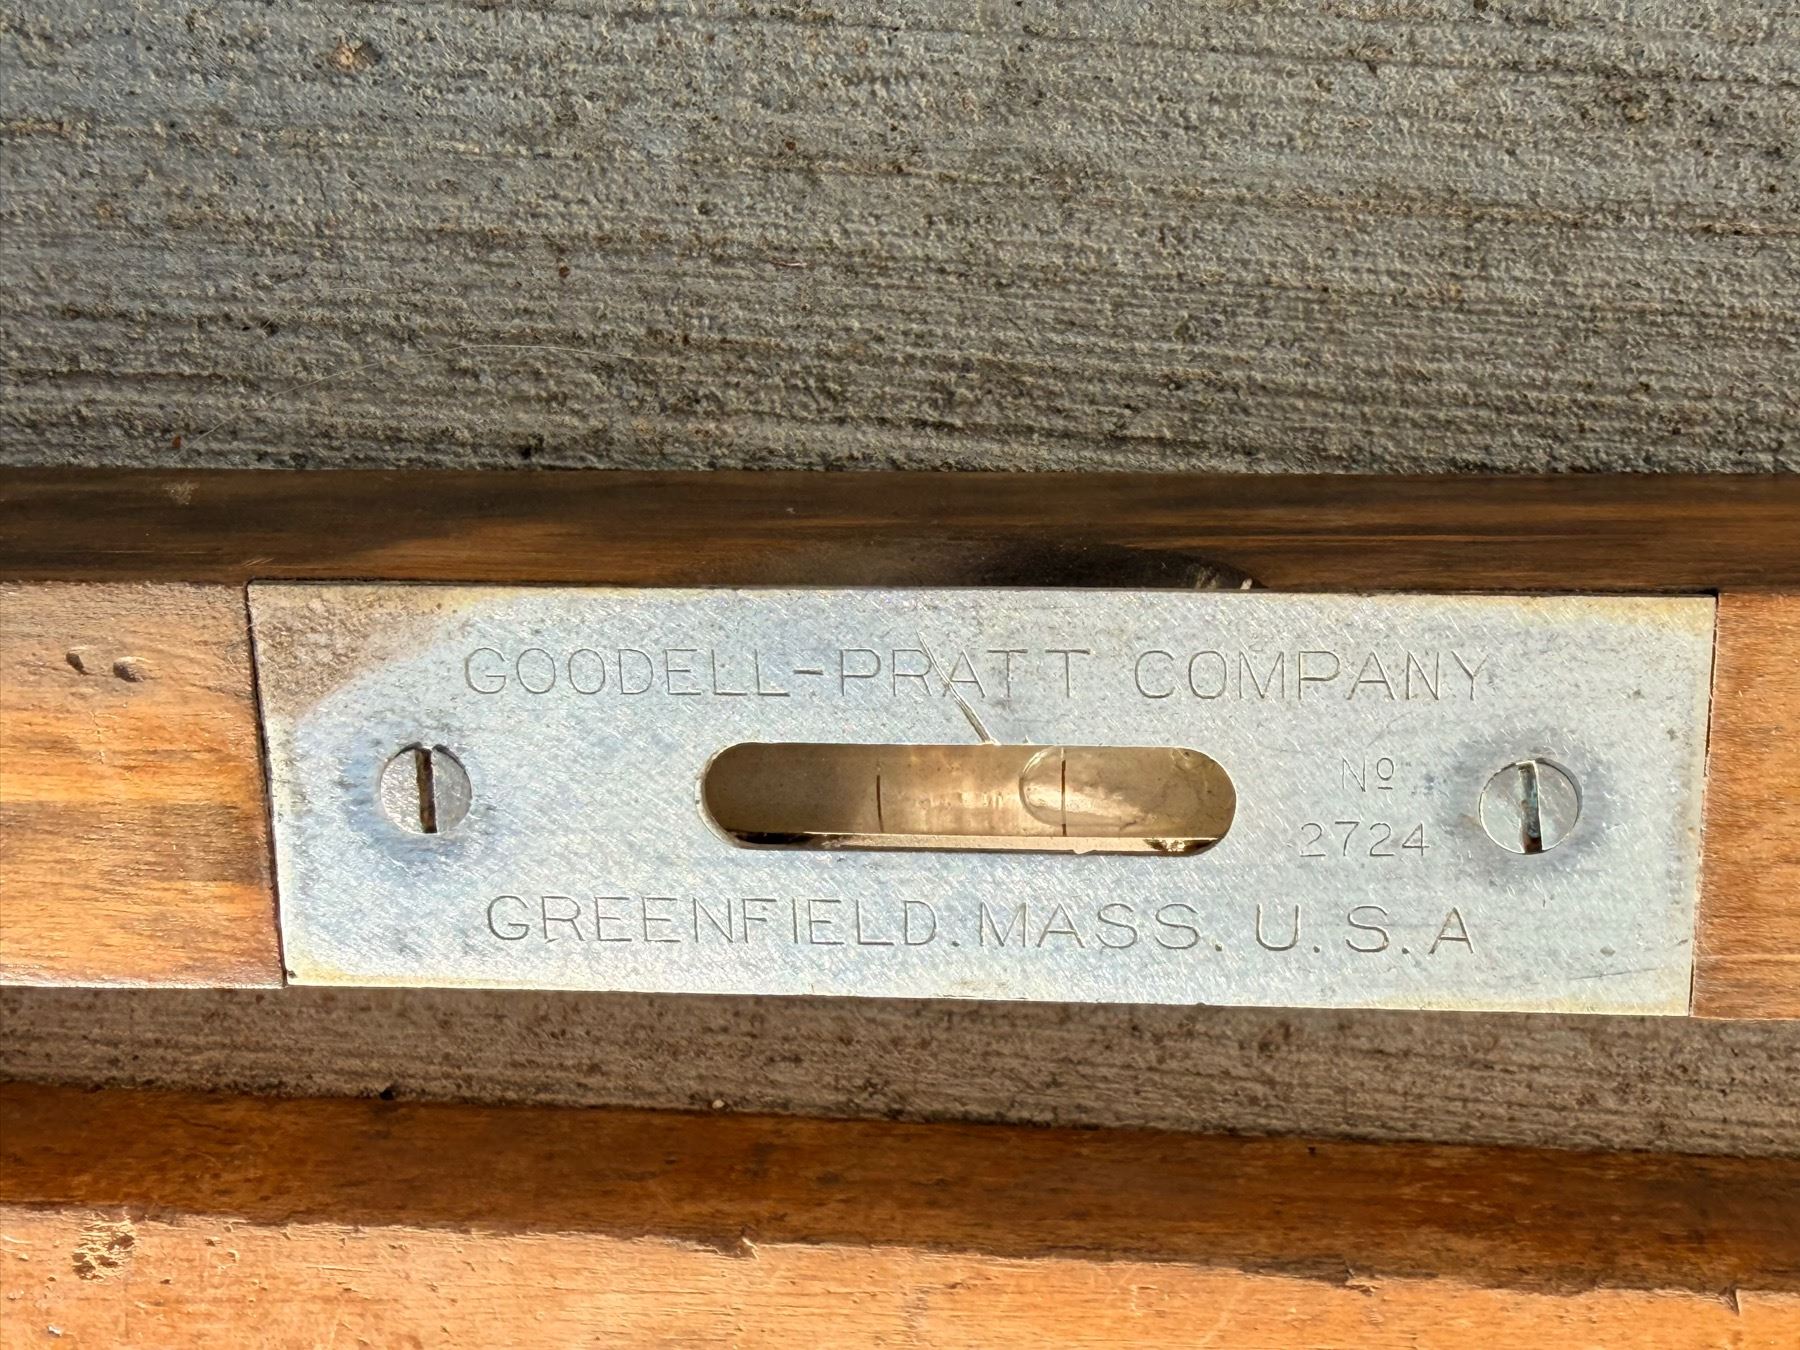 GOODELL-PRATT COMPANY
Nº
2724
GREENFIELD. MASS. U.S.A